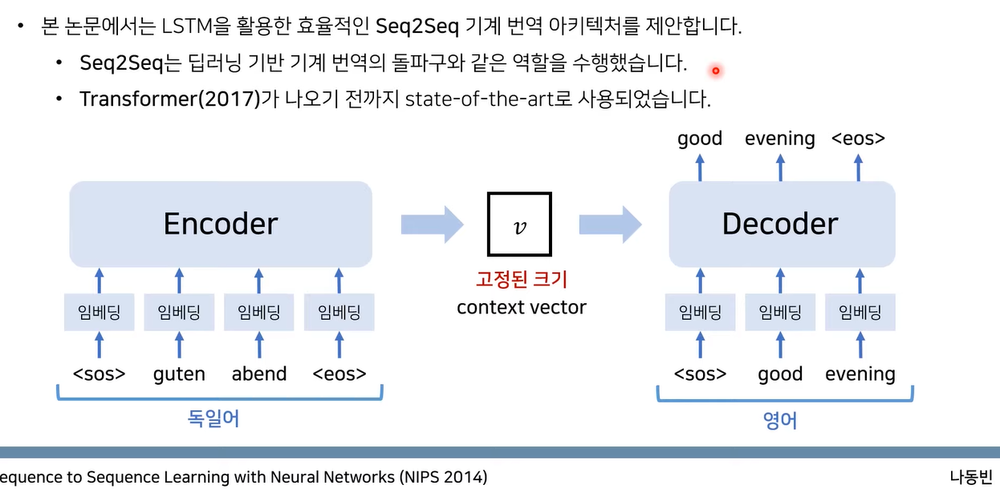 • 본 논문에서는 LSTM을 활용한 효율적인 Seq2Seq 기계 번역 아키텍처를 제안합니다.
• Seq2Seq는 딥러닝 기반 기계 번역의 돌파구와 같은 역할을 수행했습니다.
• Transformer(2017)가 나오기 전까지 state-of-the-art로 사용되었습니다.
good evening <eos>
Encoder v Decoder
고정된 크기
context vector
임베딩 임베딩 임베딩 임베딩 임베딩 임베딩 임베딩
<sos> guten abend <eos> <sos> good evening
독일어 영어
equence to Sequence Learning with Neural Networks (NIPS 2014) 나동빈